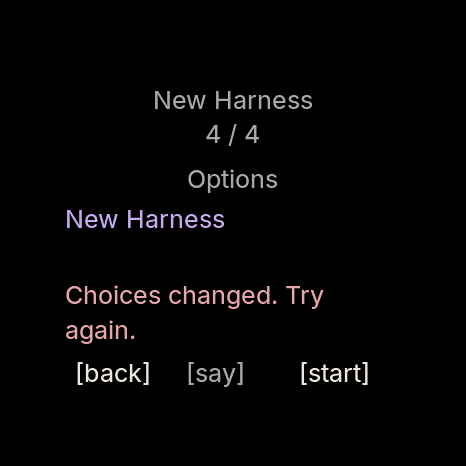 New Harness
4 / 4
Options
New Harness
Choices changed. Try
again.
[back] [say] [start]